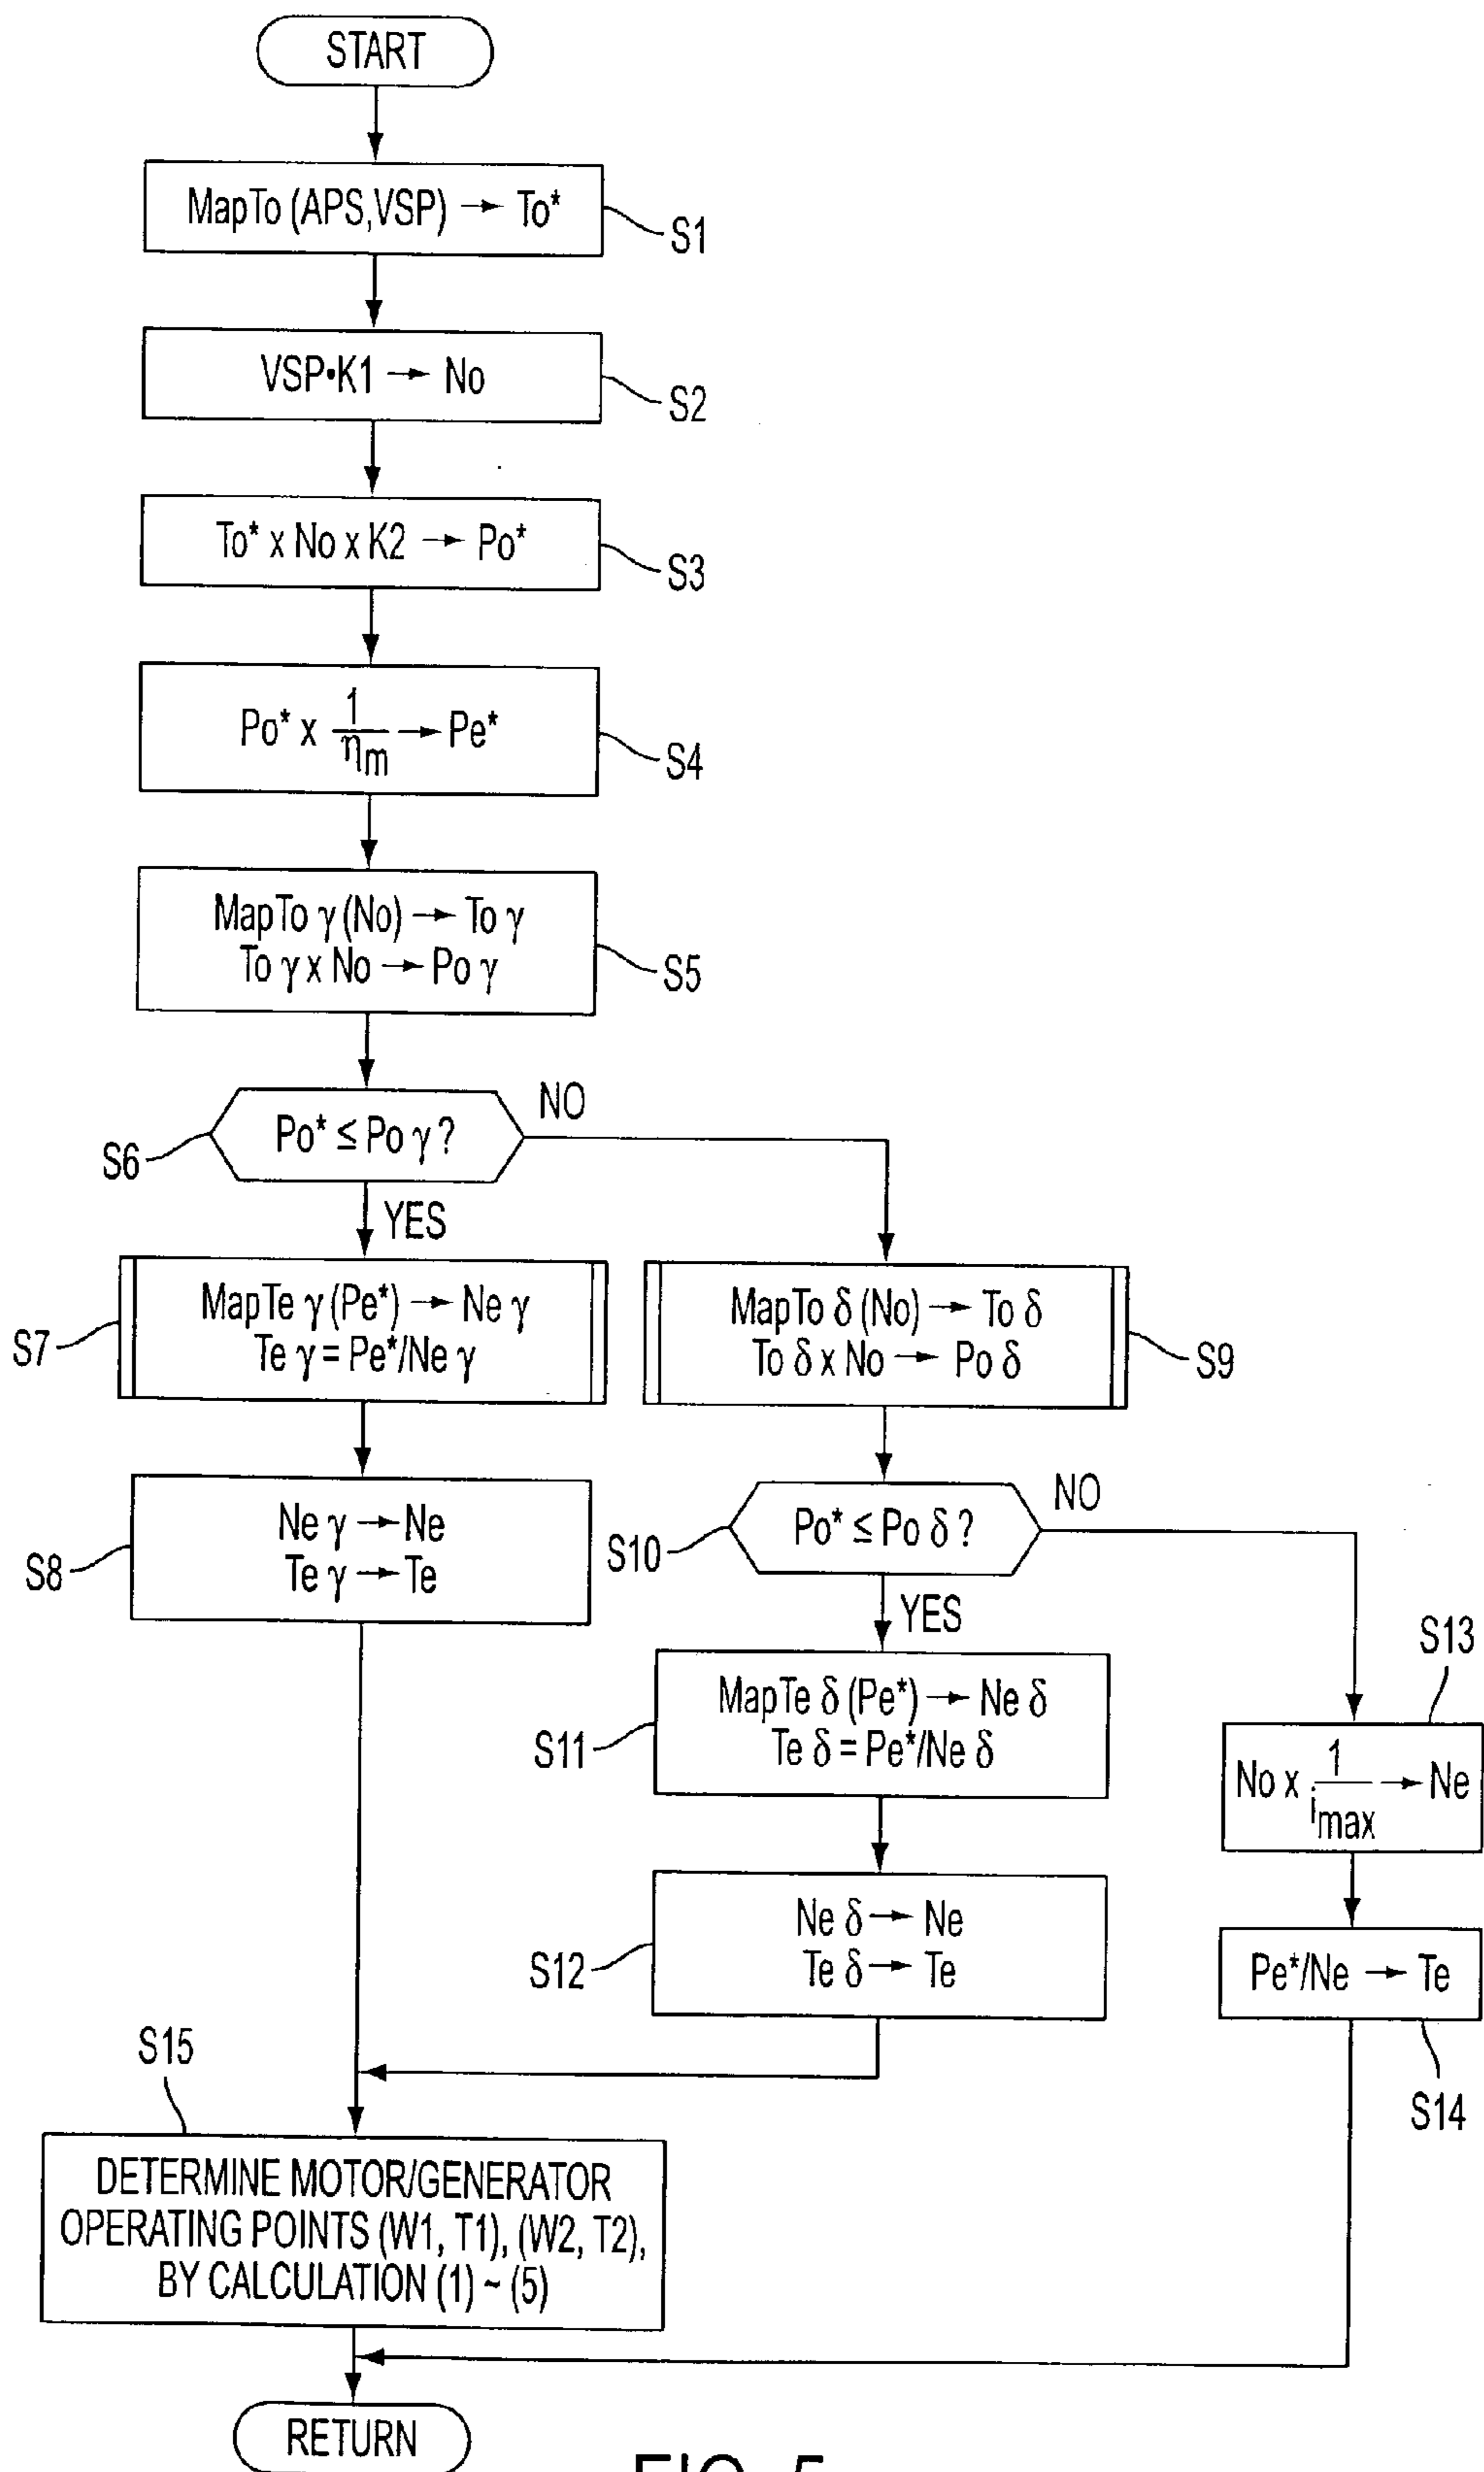 START
MapTo (APS,VSP) → To*
S1
VSP•K1 → No
S2
To* x No x K2 → Po*
S3
Po* x 1/ηm → Pe*
S4
MapTo γ (No) → To γ
To γ x No → Po γ
S5
Po* ≤ Po γ ?
S6
NO
YES
MapTe γ (Pe*) → Ne γ
Te γ = Pe*/Ne γ
S7
MapTo δ (No) → To δ
To δ x No → Po δ
S9
Ne γ → Ne
Te γ → Te
S8
Po* ≤ Po δ ?
S10
NO
YES
MapTe δ (Pe*) → Ne δ
Te δ = Pe*/Ne δ
S11
S13
No x 1/imax → Ne
Ne δ → Ne
Te δ → Te
S12
Pe*/Ne → Te
S14
S15
DETERMINE MOTOR/GENERATOR
OPERATING POINTS (W1, T1), (W2, T2),
BY CALCULATION (1) ~ (5)
RETURN
FIG. 5